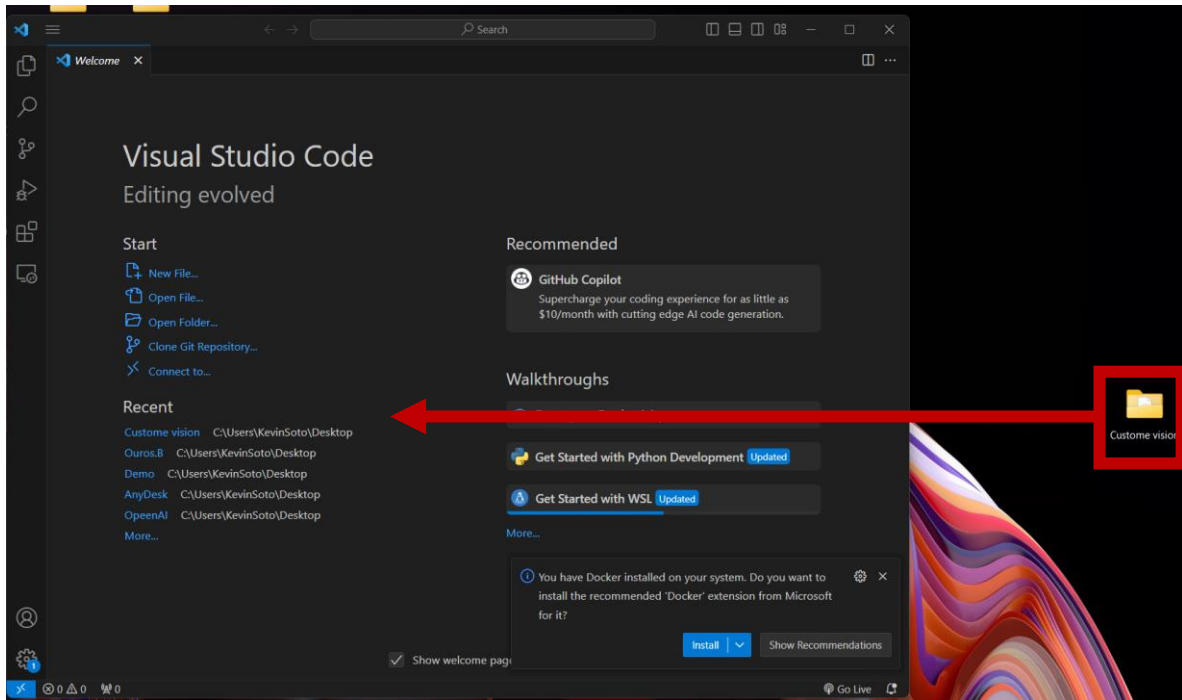 Search
Welcome
Visual Studio Code
Editing evolved
Start
New File...
Open File...
Open Folder...
Clone Git Repository...
Connect to...
Recent
Custome vision C:\Users\KevinSoto\Desktop
Ouros.B C:\Users\KevinSoto\Desktop
Demo C:\Users\KevinSoto\Desktop
AnyDesk C:\Users\KevinSoto\Desktop
OpeenAI C:\Users\KevinSoto\Desktop
More...
Recommended
GitHub Copilot
Supercharge your coding experience for as little as
$10/month with cutting edge AI code generation.
Walkthroughs
Get Started with Python Development Updated
Get Started with WSL Updated
More...
You have Docker installed on your system. Do you want to
install the recommended 'Docker' extension from Microsoft
for it?
Install
Show Recommendations
Show welcome page
1
0 0 0
Go Live
Custome vision